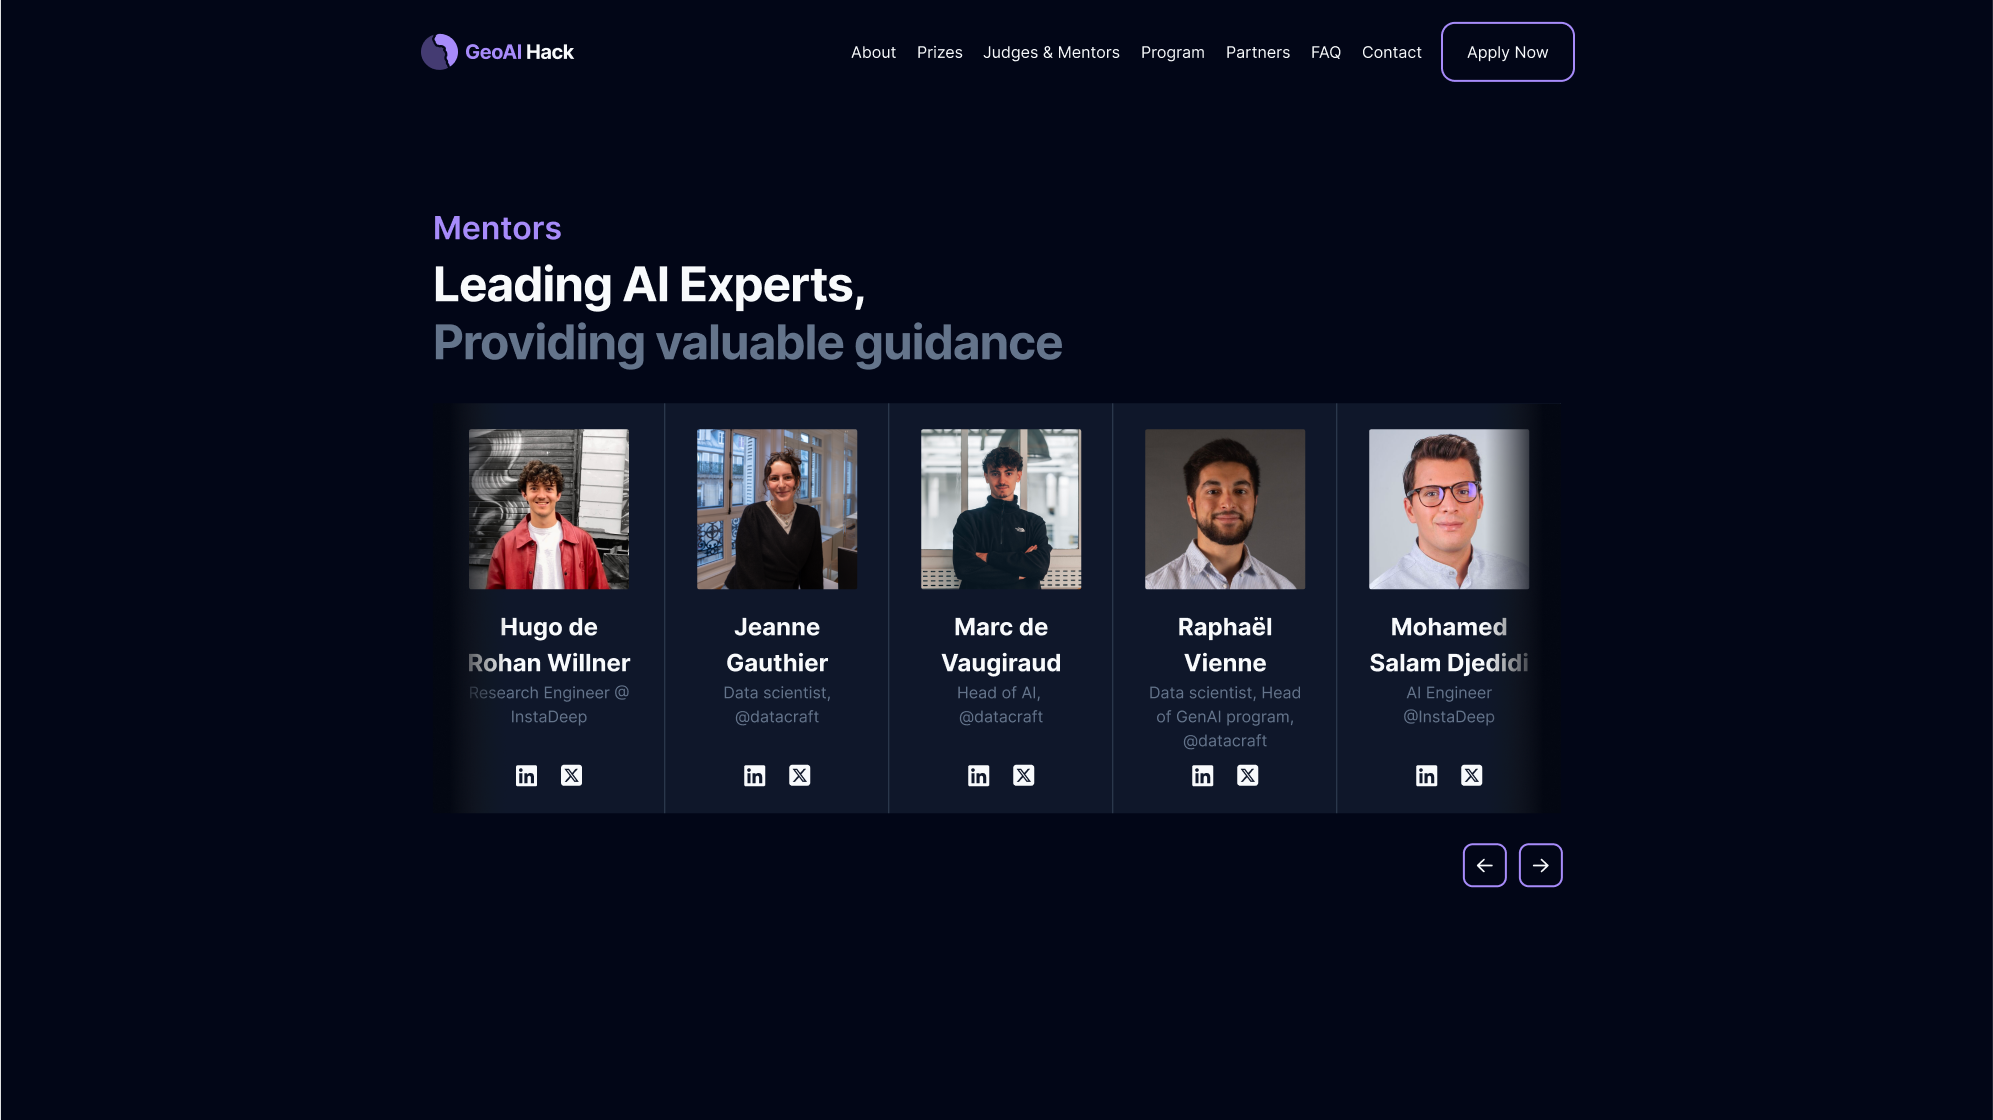 GeoAI Hack
About Prizes Judges & Mentors Program Partners FAQ Contact Apply Now
Mentors
Leading AI Experts,
Providing valuable guidance
Hugo de
Rohan Willner
Research Engineer @
InstaDeep
Jeanne
Gauthier
Data scientist,
@datacraft
Marc de
Vaugiraud
Head of AI,
@datacraft
Raphaël
Vienne
Data scientist, Head
of GenAI program,
@datacraft
Mohamed
Salam Djedidi
AI Engineer
@InstaDeep